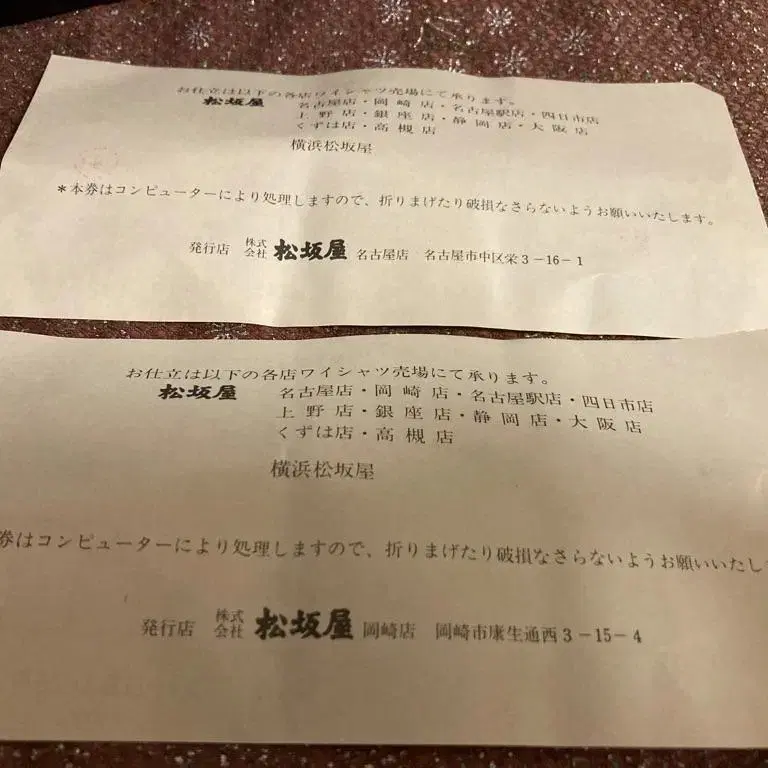 お仕立は以下の各店ワイシャツ売場にて承ります。
松坂屋 名古屋店・岡崎店・名古屋駅店・四日市店
上野店・銀座店・静岡店・大阪店
くずは店・高槻店
横浜松坂屋
*本券はコンピューターにより処理しますので、折りまげたり破損なさらないようお願いいたします。
発行店 株式会社 松坂屋 名古屋店 名古屋市中区栄3-16-1
お仕立は以下の各店ワイシャツ売場にて承ります。
松坂屋 名古屋店・岡崎店・名古屋駅店・四日市店
上野店・銀座店・静岡店・大阪店
くずは店・高槻店
横浜松坂屋
券はコンピューターにより処理しますので、折りまげたり破損なさらないようお願いいたし
発行店 株式会社 松坂屋 岡崎店 岡崎市康生通西3-15-4